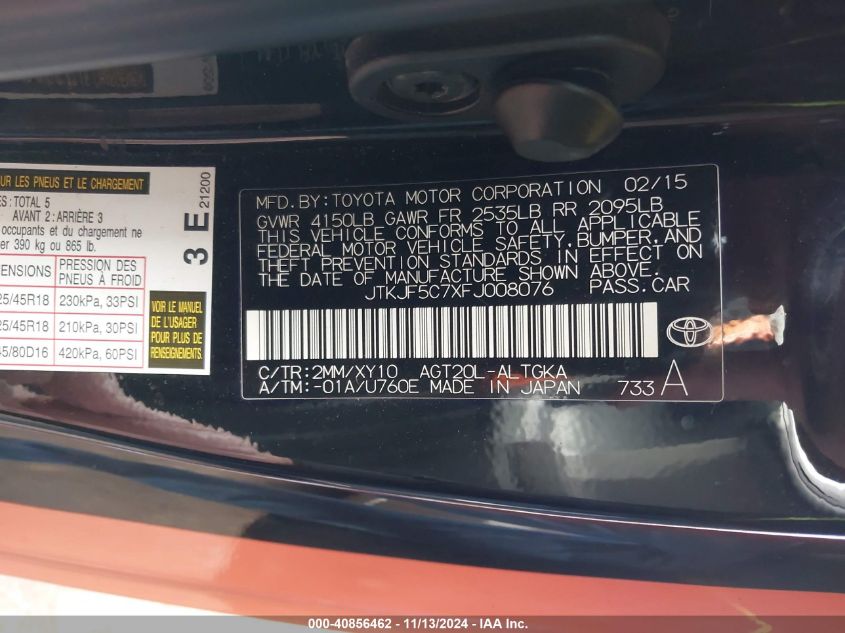 UR LES PNEUS ET LE CHARGEMENT
ES: TOTAL 5
AVANT 2: ARRIÈRE 3
occupants et du chargement ne
er 390 kg ou 865 lb.
ENSIONS PRESSION DES PNEUS À FROID
25/45R18 230kPa, 33PSI
25/45R18 210kPa, 30PSI
5/80D16 420kPa, 60PSI
VOIR LE MANUEL
DE L'USAGER
POUR PLUS DE
RENSEIGNEMENTS.
3 E 21200
MFD. BY: TOYOTA MOTOR CORPORATION 02/15
GVWR 4150LB GAWR FR 2535LB RR 2095LB
THIS VEHICLE CONFORMS TO ALL APPLICABLE
FEDERAL MOTOR VEHICLE SAFETY, BUMPER, AND
THEFT PREVENTION STANDARDS IN EFFECT ON
THE DATE OF MANUFACTURE SHOWN ABOVE.
JTKJF5C7XFJ008076 PASS. CAR
C/TR: 2MM/XY10 AGT20L-ALTGKA
A/TM: -01A/U760E MADE IN JAPAN 733 A
TOYOTA
000-40856462 - 11/13/2024 - IAA Inc.